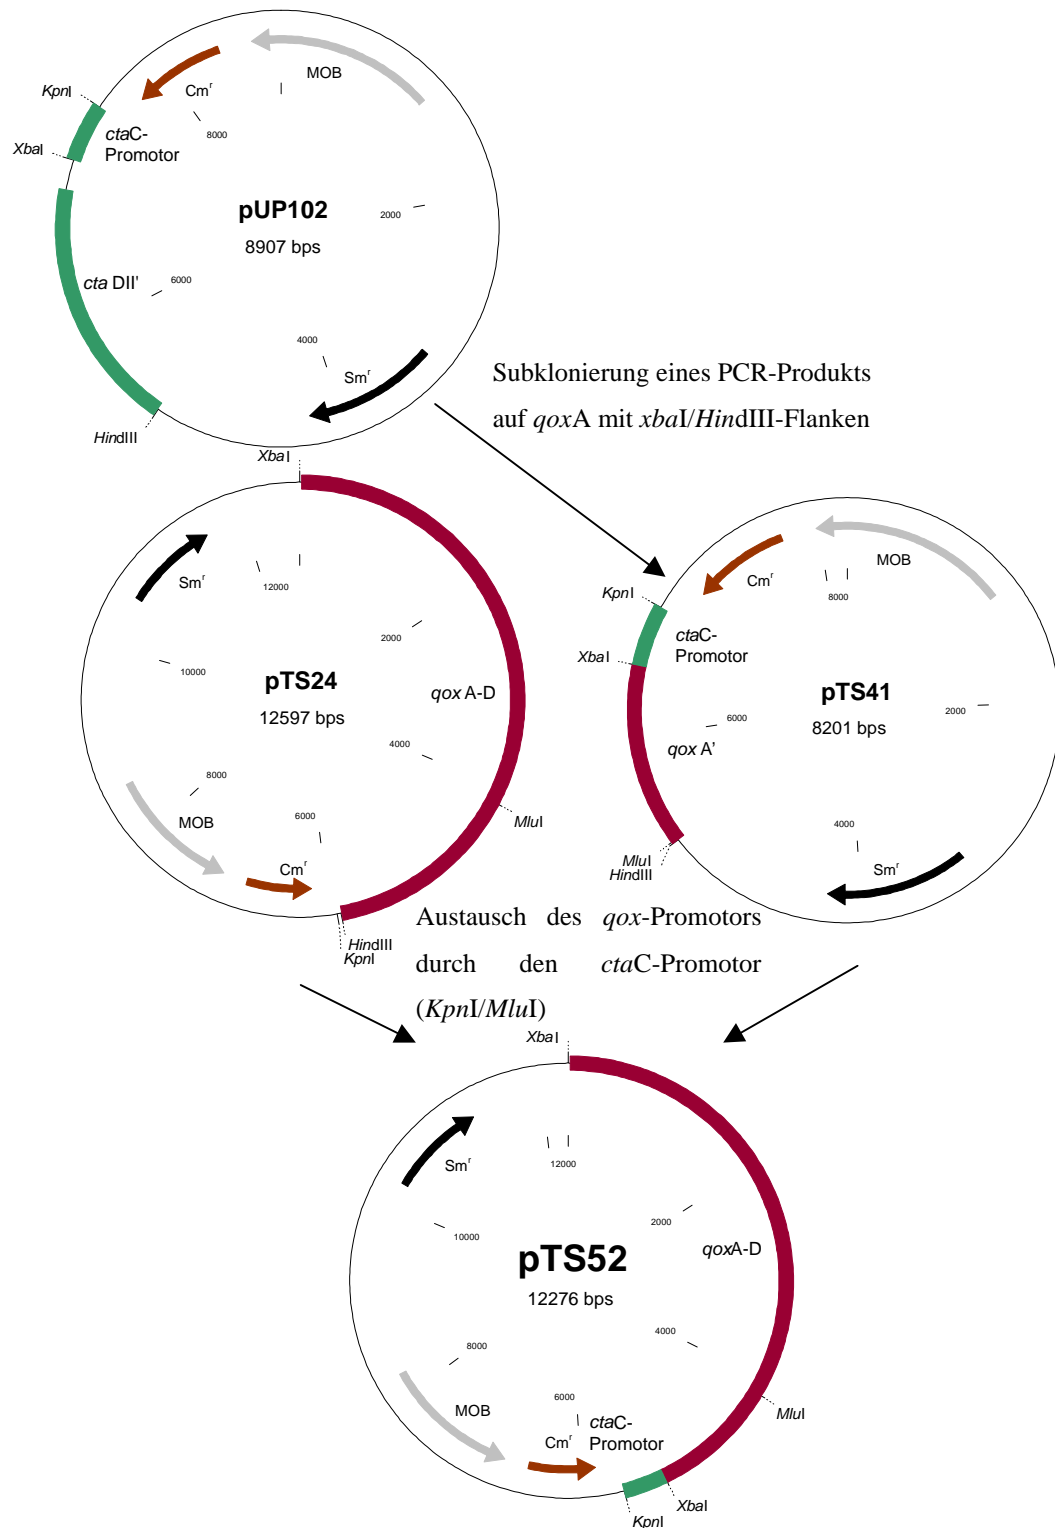 MOB
Cmʳ
KpnI
8000
ctaC-
Promotor
XbaI
pUP102
8907 bps
2000
cta DII'
6000
4000
Smʳ
HindIII
Subklonierung eines PCR-Produkts
auf qoxA mit xbaI/HindIII-Flanken
XbaI
Smʳ
12000
2000
10000
pTS24
12597 bps
qox A-D
4000
8000
6000
MOB
MluI
Cmʳ
HindIII
KpnI
MOB
Cmʳ
8000
KpnI
ctaC-
Promotor
XbaI
pTS41
8201 bps
2000
6000
qox A'
4000
Smʳ
MluI
HindIII
Austausch des qox-Promotors
durch den ctaC-Promotor
(KpnI/MluI)
XbaI
Smʳ
12000
2000
10000
pTS52
12276 bps
qoxA-D
4000
8000
6000
MOB
MluI
ctaC-
Promotor
Cmʳ
XbaI
KpnI